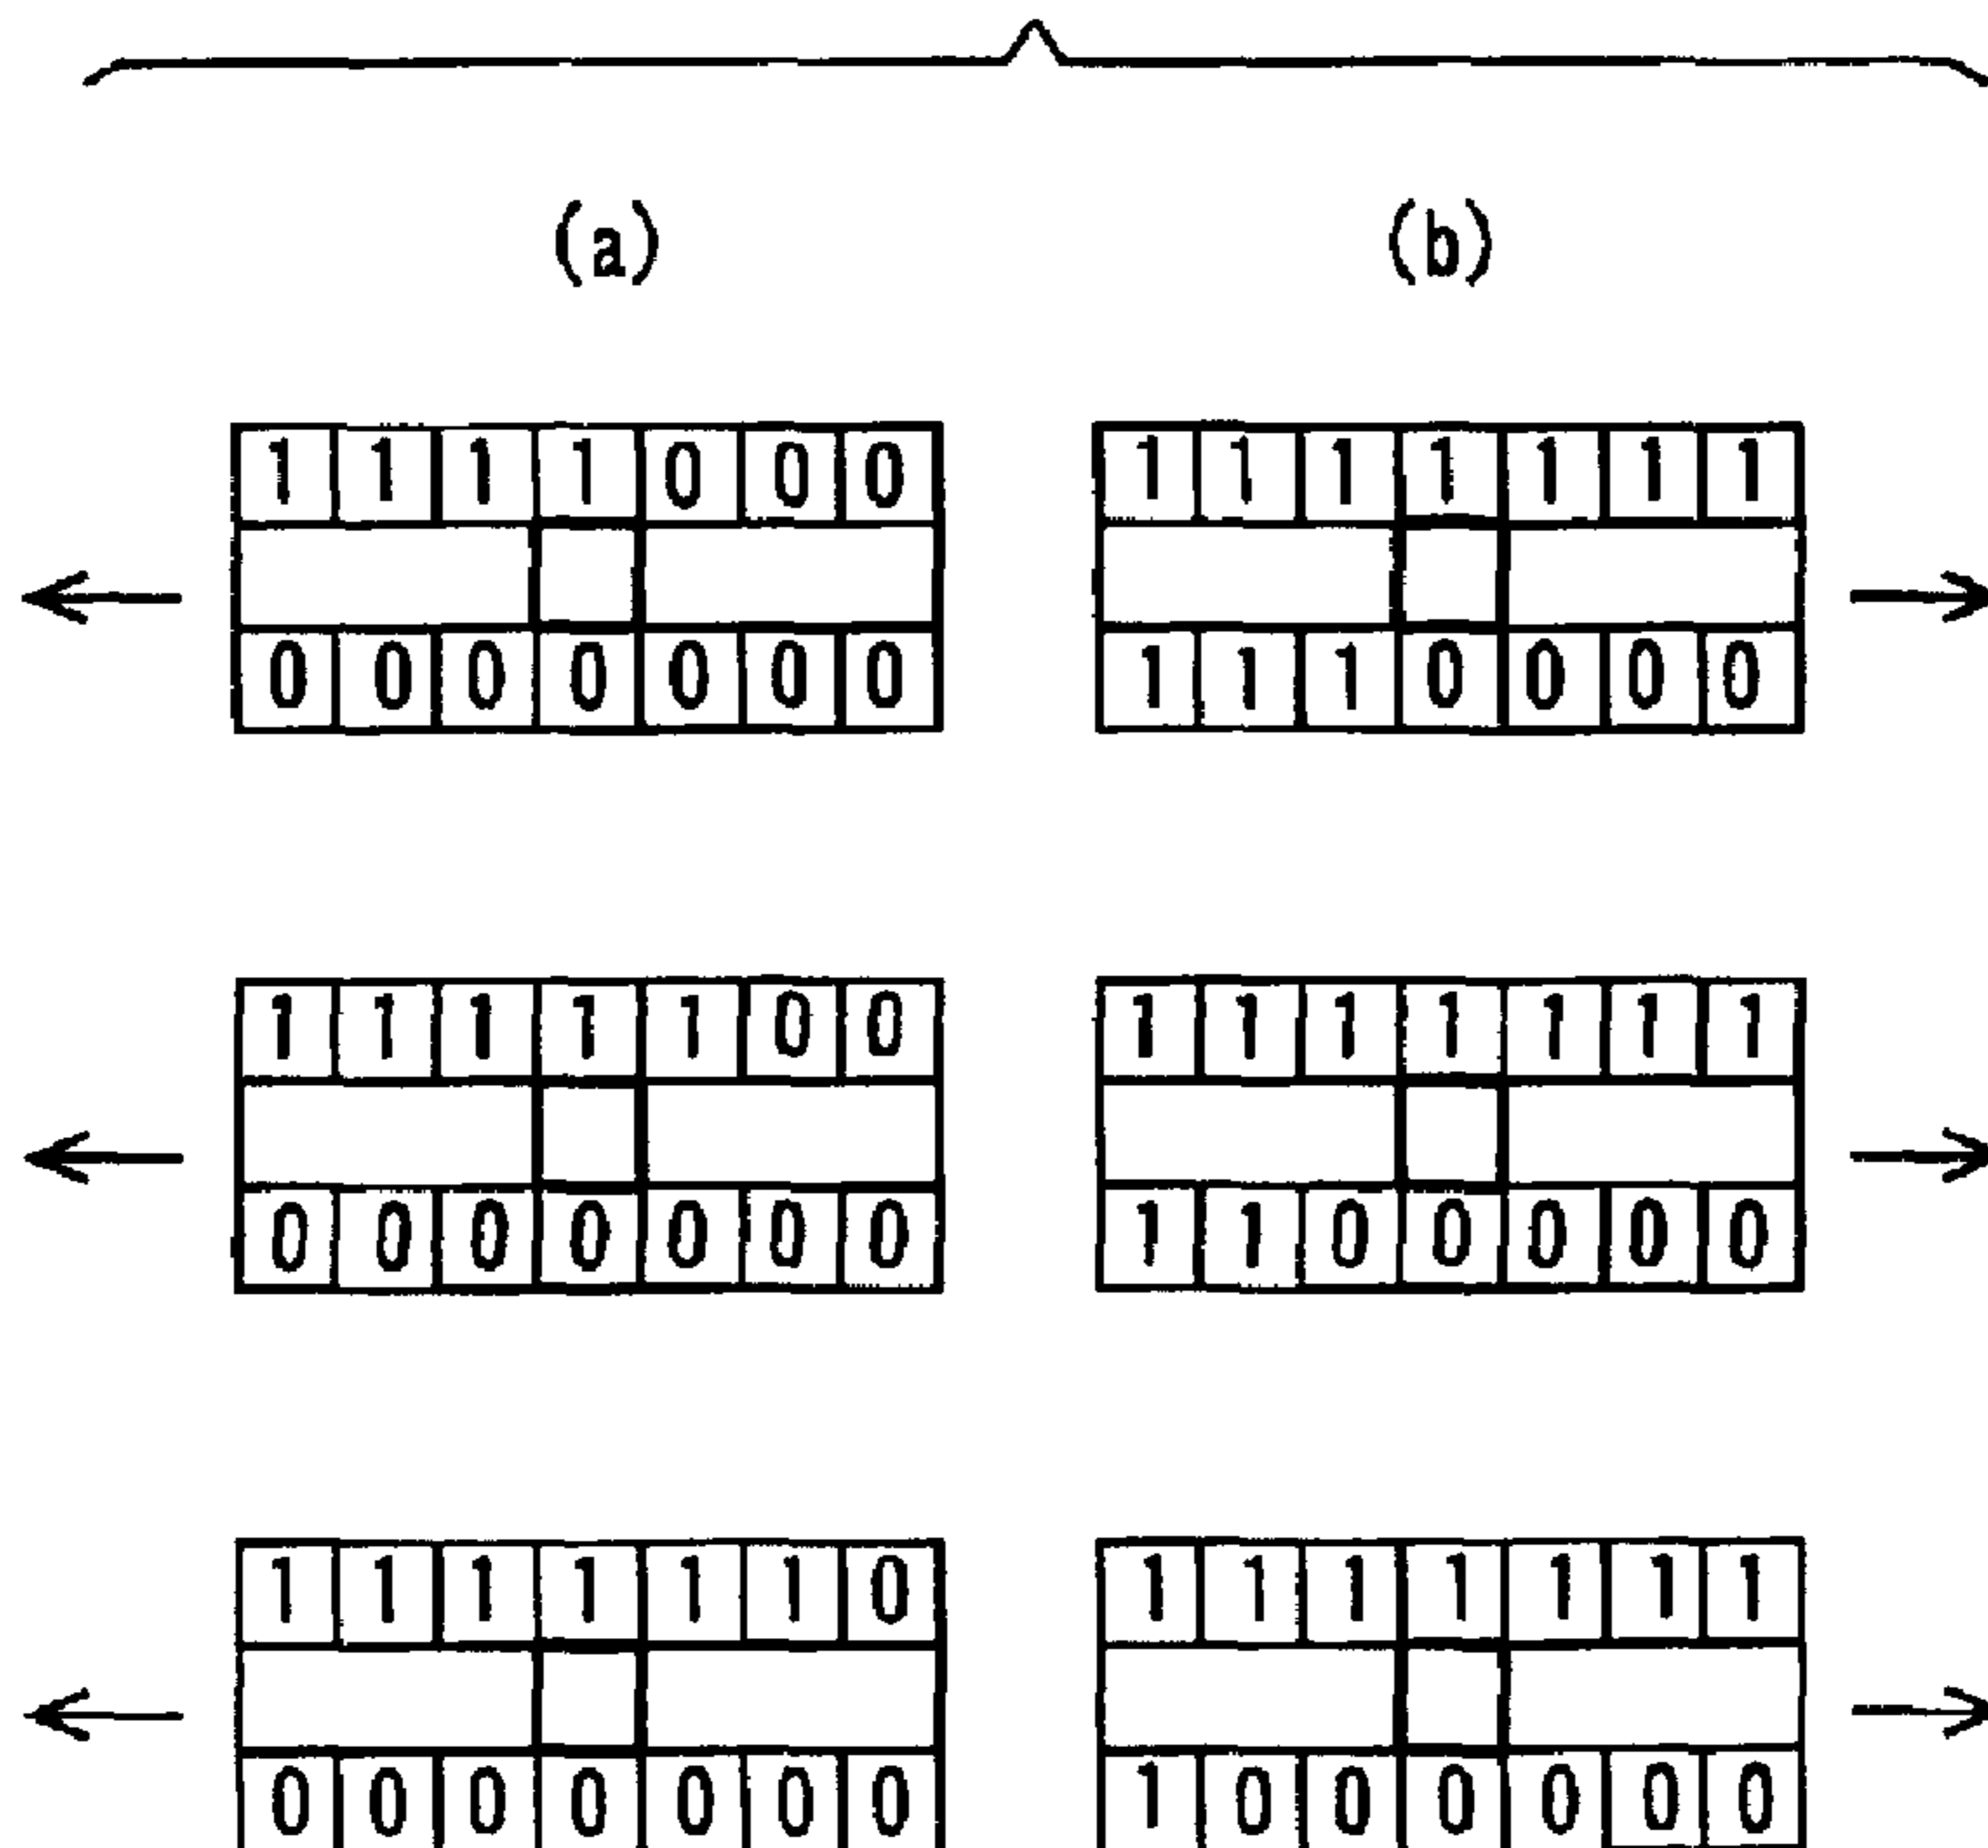 (a) (b)
1 1 1 1 0 0 0 1 1 1 1 1 1 1
0 0 0 0 0 0 0 1 1 1 0 0 0 0
1 1 1 1 1 0 0 1 1 1 1 1 1 1
0 0 0 0 0 0 0 1 1 0 0 0 0 0
1 1 1 1 1 1 0 1 1 1 1 1 1 1
0 0 0 0 0 0 0 1 0 0 0 0 0 0